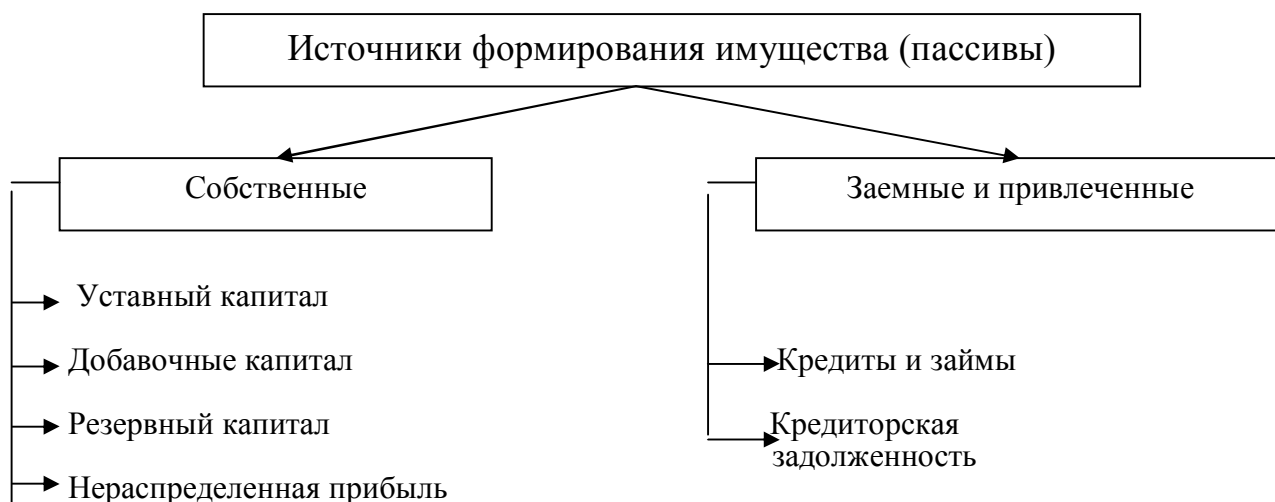 Источники формирования имущества (пассивы)
Собственные
Заемные и привлеченные
Уставный капитал
Добавочные капитал
Резервный капитал
Нераспределенная прибыль
Кредиты и займы
Кредиторская
задолженность